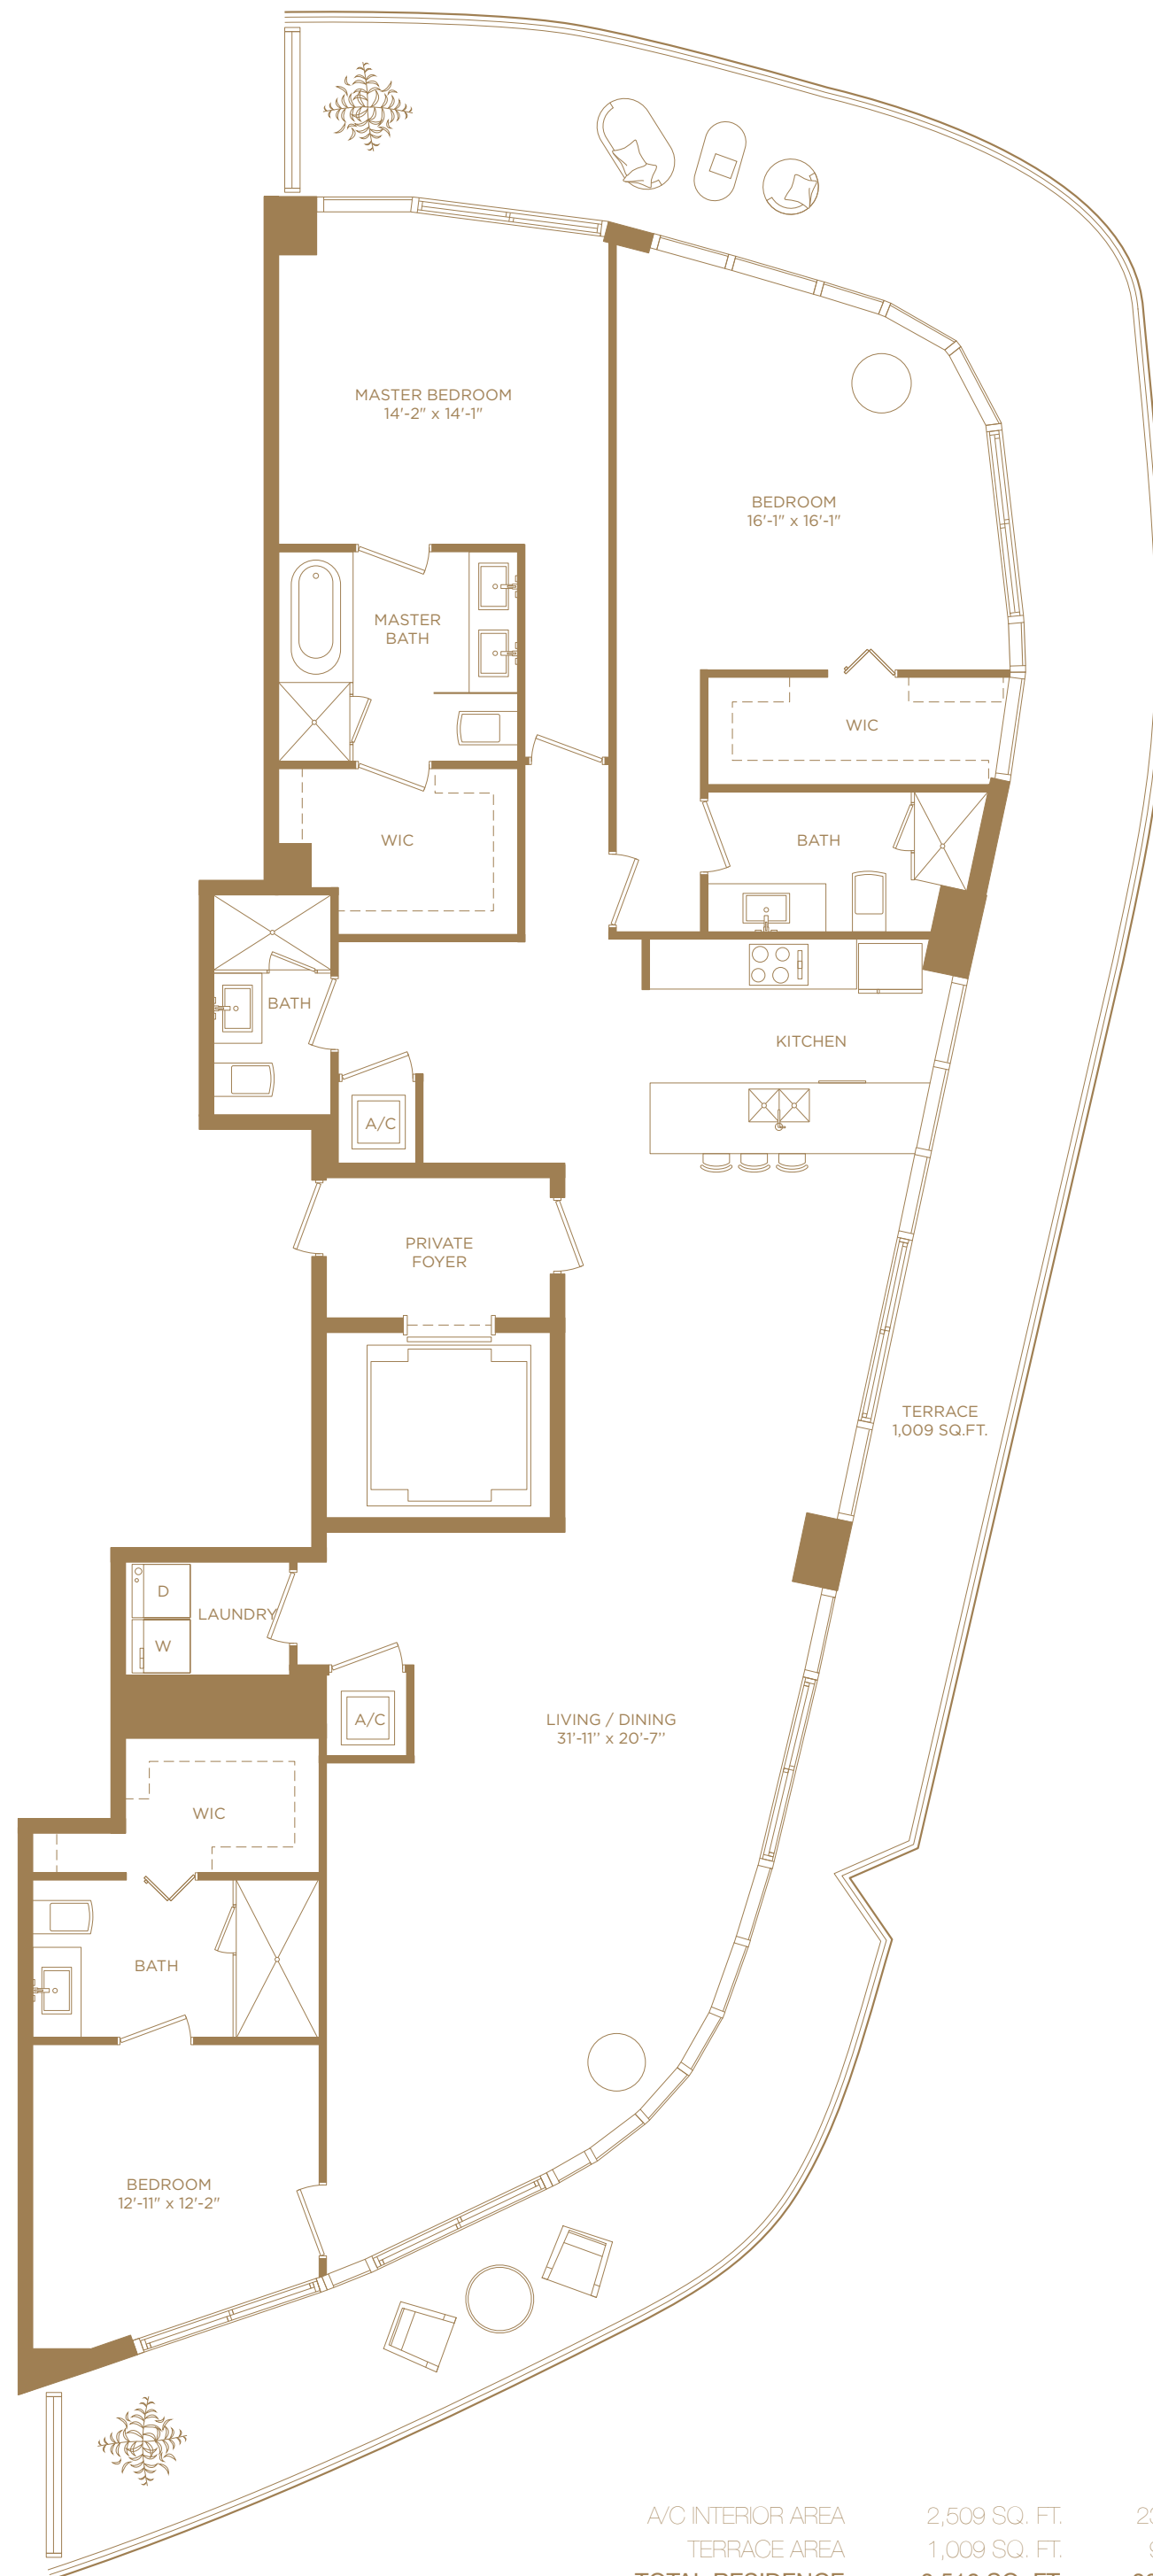 MASTER BEDROOM
14'-2" x 14'-1"
BEDROOM
16'-1" x 16'-1"
MASTER
BATH
WIC
WIC
BATH
BATH
KITCHEN
A/C
PRIVATE
FOYER
TERRACE
1,009 SQ.FT.
D
LAUNDRY
W
A/C
LIVING / DINING
31'-11'' x 20'-7''
WIC
BATH
BEDROOM
12'-11" x 12'-2"
A/C INTERIOR AREA 2,509 SQ. FT.
TERRACE AREA 1,009 SQ. FT.
TOTAL RESIDENCE